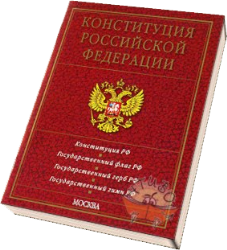 КОНСТИТУЦИЯ
РОССИЙСКОЙ
ФЕДЕРАЦИИ
Конституция РФ
Государственный флаг РФ
Государственный герб РФ
Государственный гимн РФ
МОСКВА